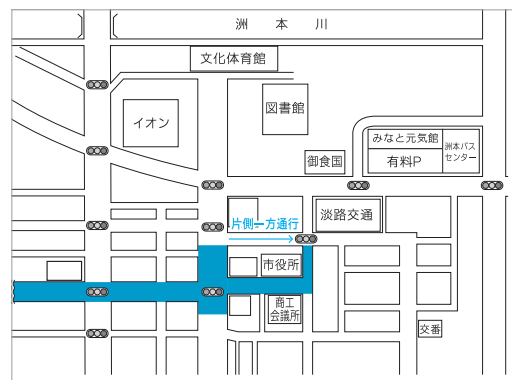 洲本川
文化体育館
イオン
図書館
御食国
みなと元気館
有料P
洲本バス
センター
淡路交通
片側一方通行
市役所
商工
会議所
交番